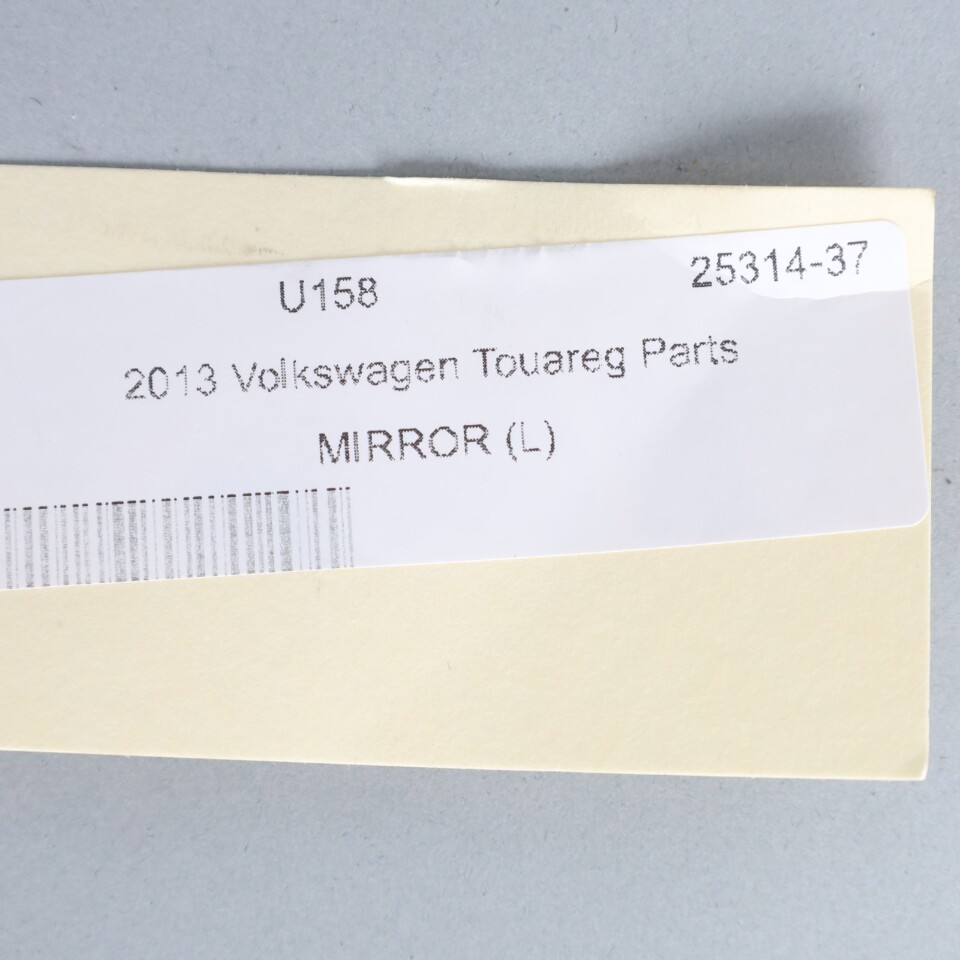 U158 25314-37
2013 Volkswagen Touareg Parts
MIRROR (L)